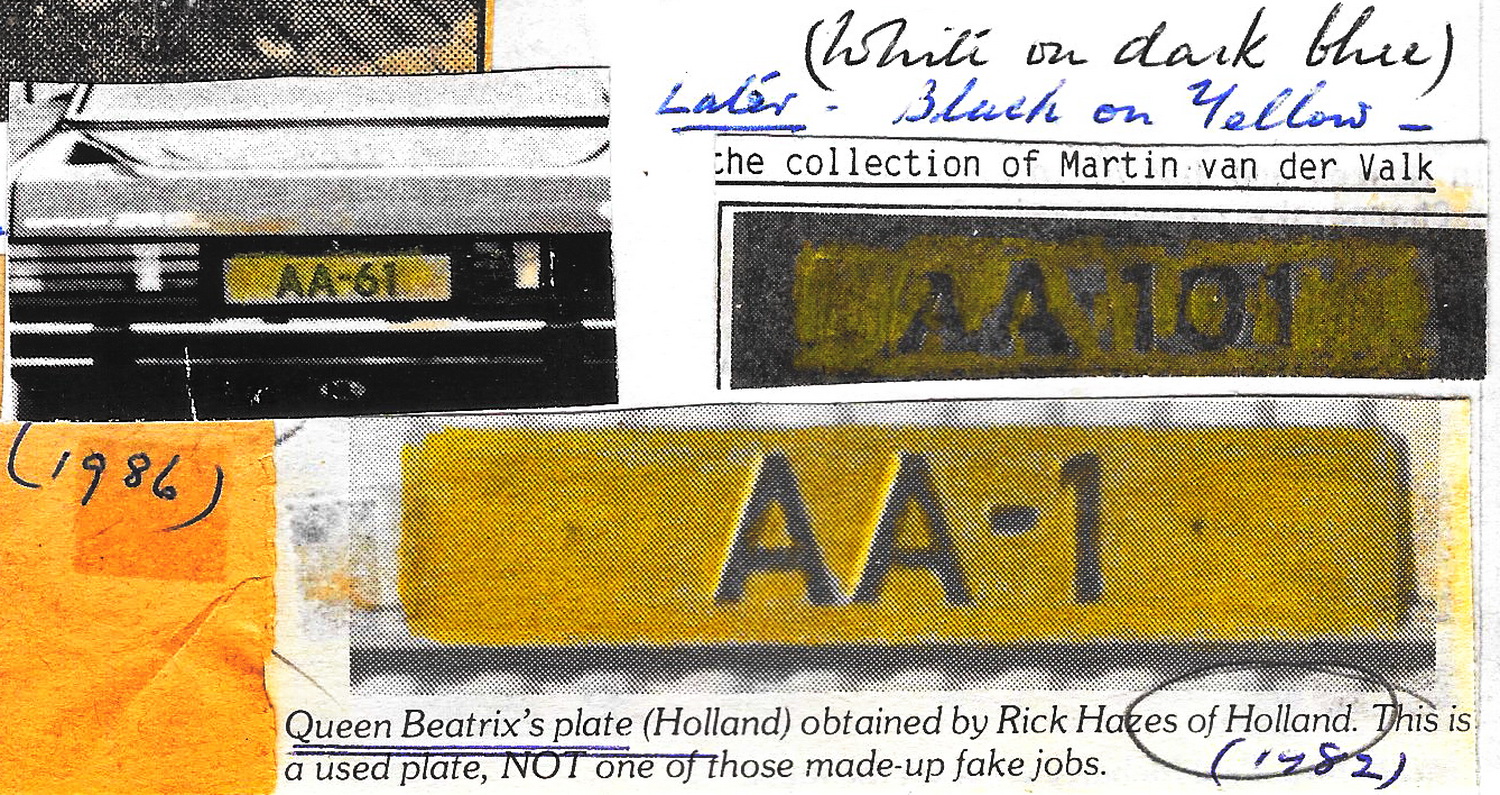 (White on dark blue)
Later - Black on Yellow -
the collection of Martin van der Valk
AA-61
AA-101
(1986)
AA-1
Queen Beatrix's plate (Holland) obtained by Rick Hazes of Holland. This is
a used plate, NOT one of those made-up fake jobs.
(1982)